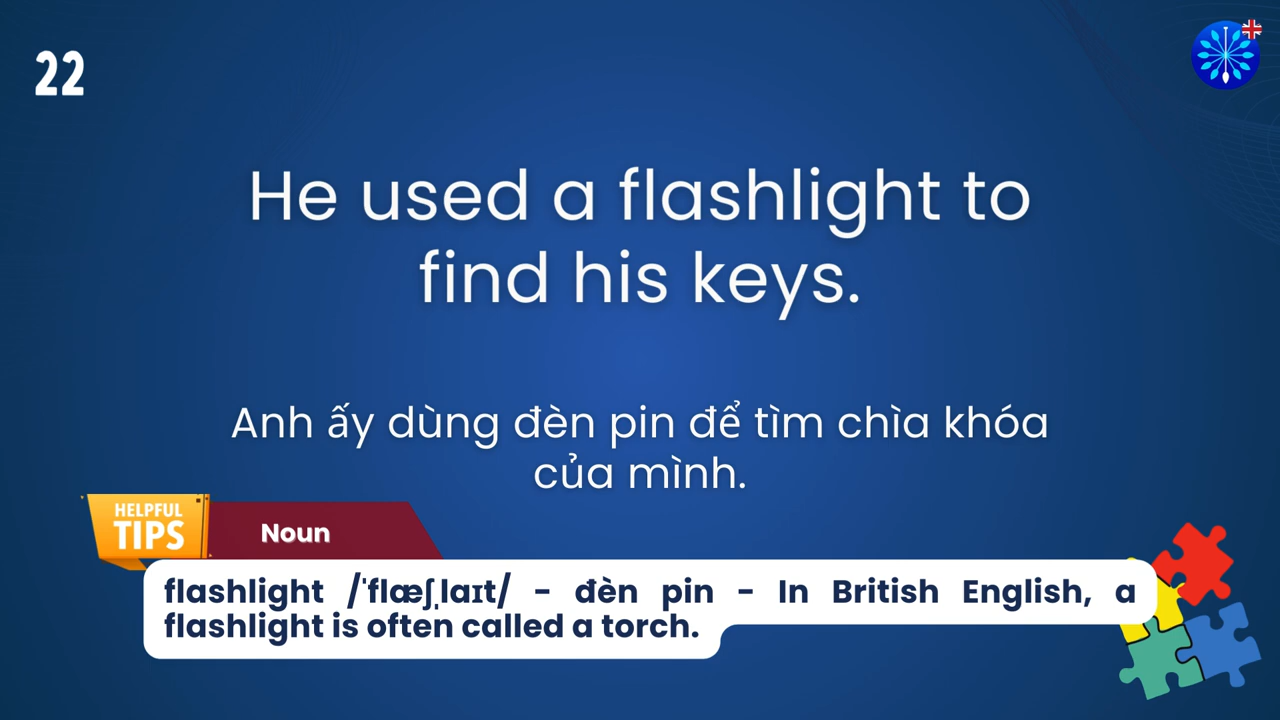 22
He used a flashlight to
find his keys.
Anh ấy dùng đèn pin để tìm chìa khóa
của mình.
HELPFUL
TIPS
Noun
flashlight /ˈflæʃˌlaɪt/ - đèn pin - In British English, a
flashlight is often called a torch.